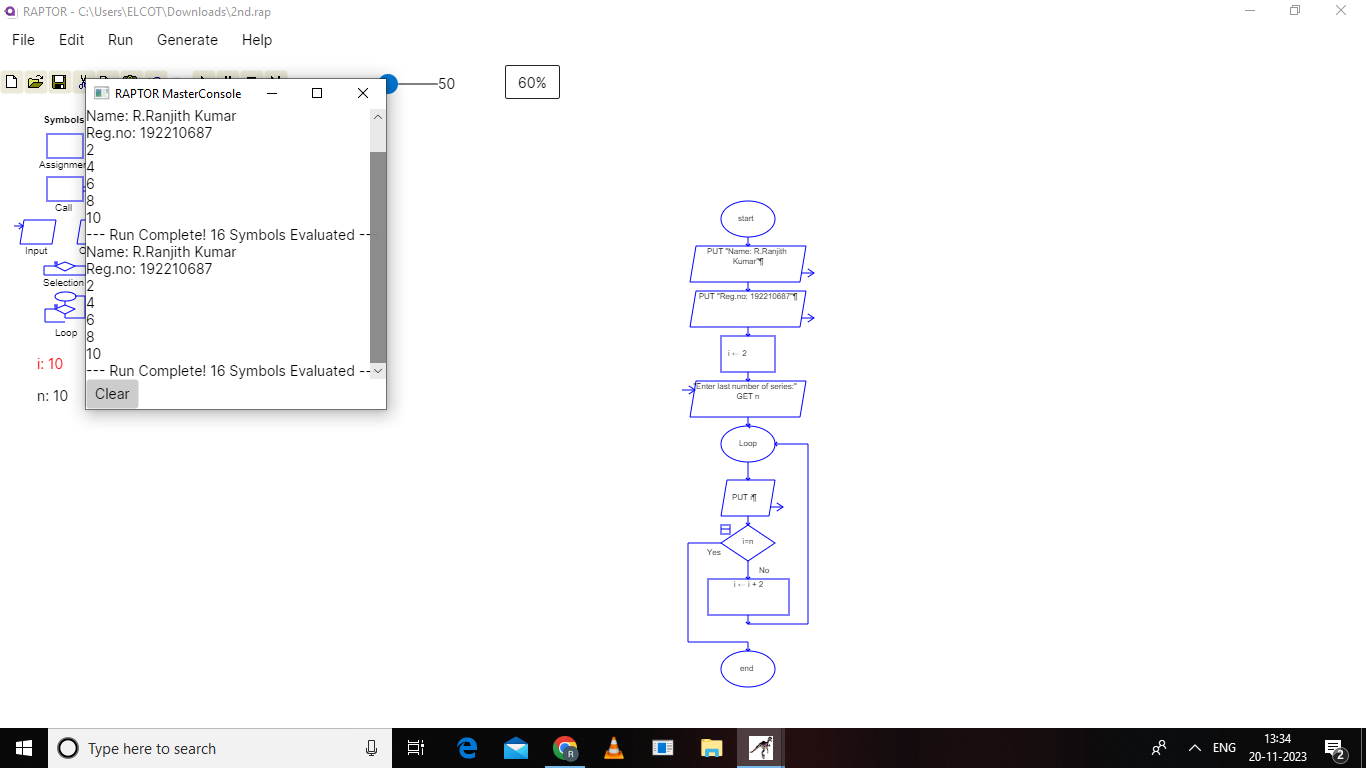 RAPTOR - C:\Users\ELCOT\Downloads\2nd.rap
File Edit Run Generate Help
50
60%
RAPTOR MasterConsole
Name: R.Ranjith Kumar
Reg.no: 192210687
2
4
6
8
10
--- Run Complete! 16 Symbols Evaluated ---
Name: R.Ranjith Kumar
Reg.no: 192210687
2
4
6
8
10
--- Run Complete! 16 Symbols Evaluated --
Clear
Symbols
Assignme
Call
Input
Selection
Loop
i: 10
n: 10
start
PUT "Name: R.Ranjith
Kumar"¶
PUT "Reg.no: 192210687"¶
i ← 2
"Enter last number of series:"
GET n
Loop
PUT i¶
i=n
Yes
No
i ← i + 2
end
Type here to search
R
ENG
13:34
20-11-2023
2